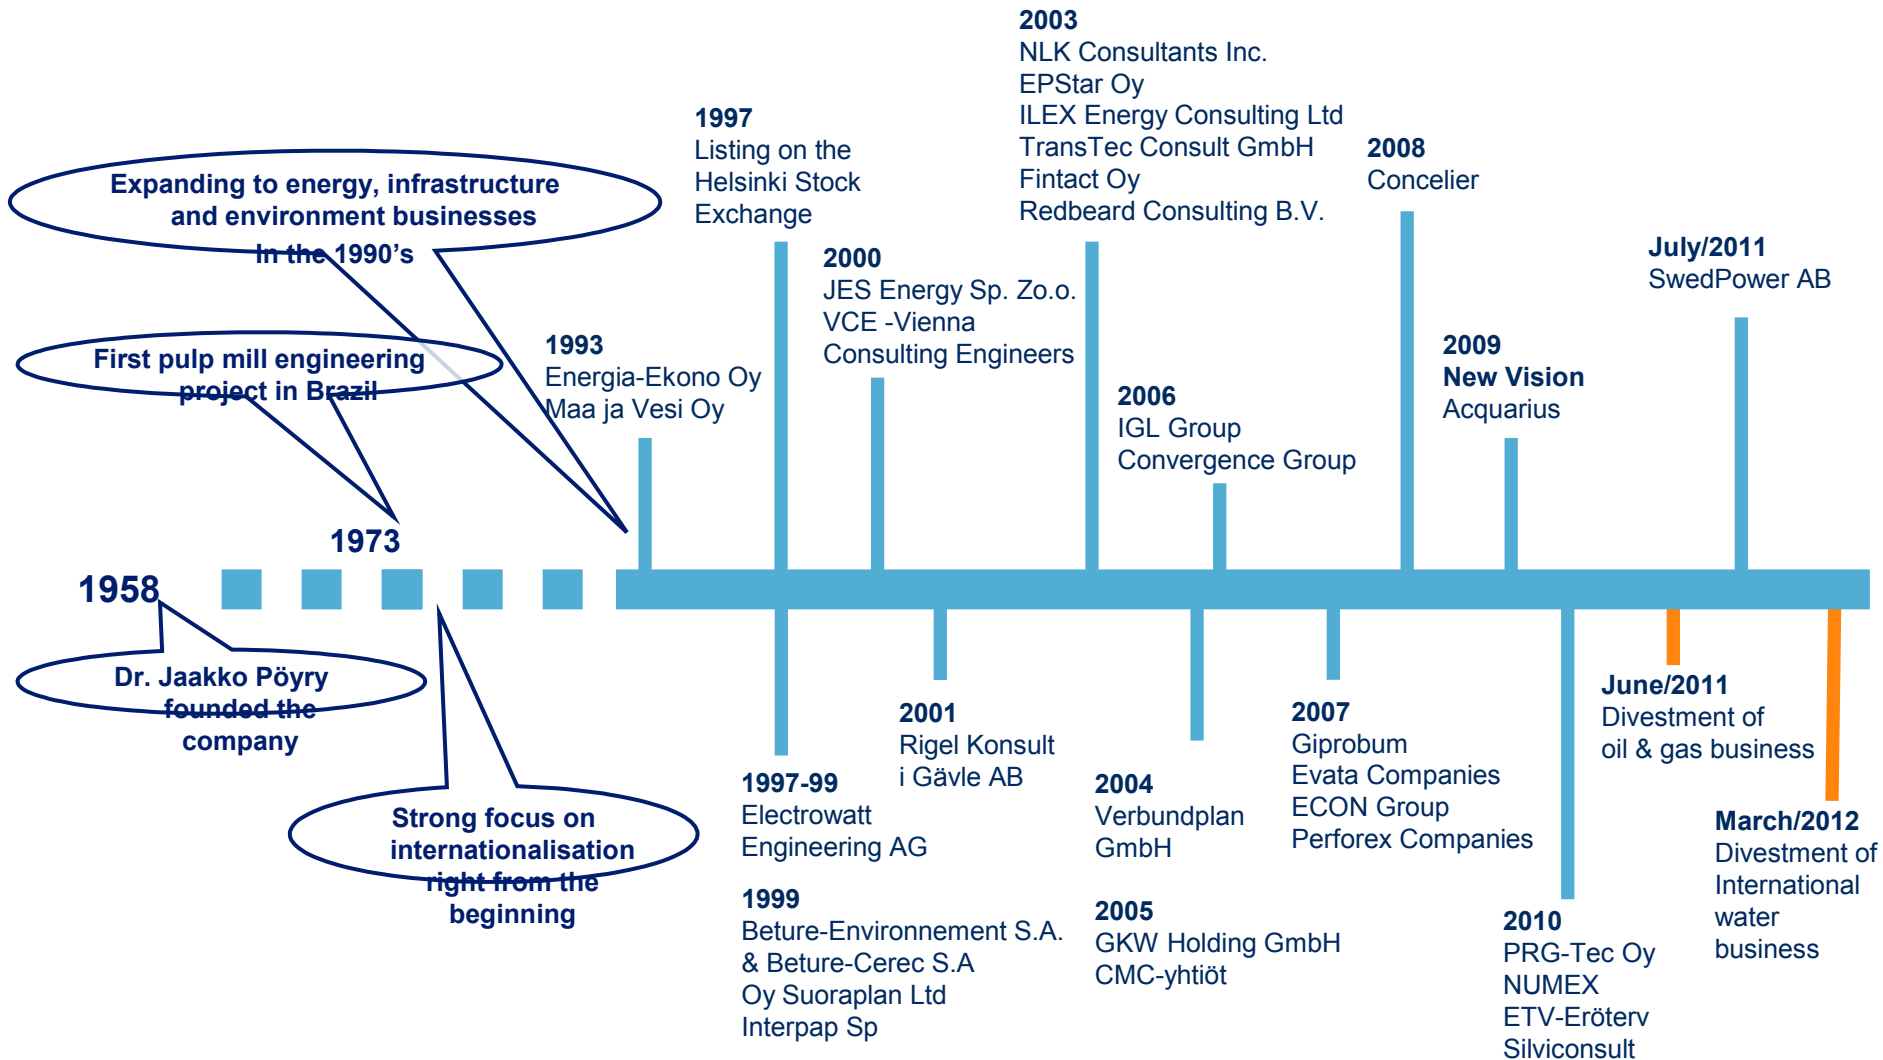 2003
NLK Consultants Inc.
EPStar Oy
ILEX Energy Consulting Ltd
TransTec Consult GmbH
Fintact Oy
Redbeard Consulting B.V.
1997
Listing on the
Helsinki Stock
Exchange
2008
Concelier
Expanding to energy, infrastructure
and environment businesses
In the 1990's
2000
JES Energy Sp. Zo.o.
VCE -Vienna
Consulting Engineers
July/2011
SwedPower AB
First pulp mill engineering
project in Brazil
1993
Energia-Ekono Oy
Maa ja Vesi Oy
2009
New Vision
Acquarius
2006
IGL Group
Convergence Group
1973
1958
Dr. Jaakko Pöyry
founded the
company
Strong focus on
internationalisation
right from the
beginning
1997-99
Electrowatt
Engineering AG
1999
Beture-Environnement S.A.
& Beture-Cerec S.A
Oy Suoraplan Ltd
Interpap Sp
2001
Rigel Konsult
i Gävle AB
2004
Verbundplan
GmbH
2005
GKW Holding GmbH
CMC-yhtiöt
2007
Giprobum
Evata Companies
ECON Group
Perforex Companies
2010
PRG-Tec Oy
NUMEX
ETV-Eröterv
Silviconsult
June/2011
Divestment of
oil & gas business
March/2012
Divestment of
International
water
business